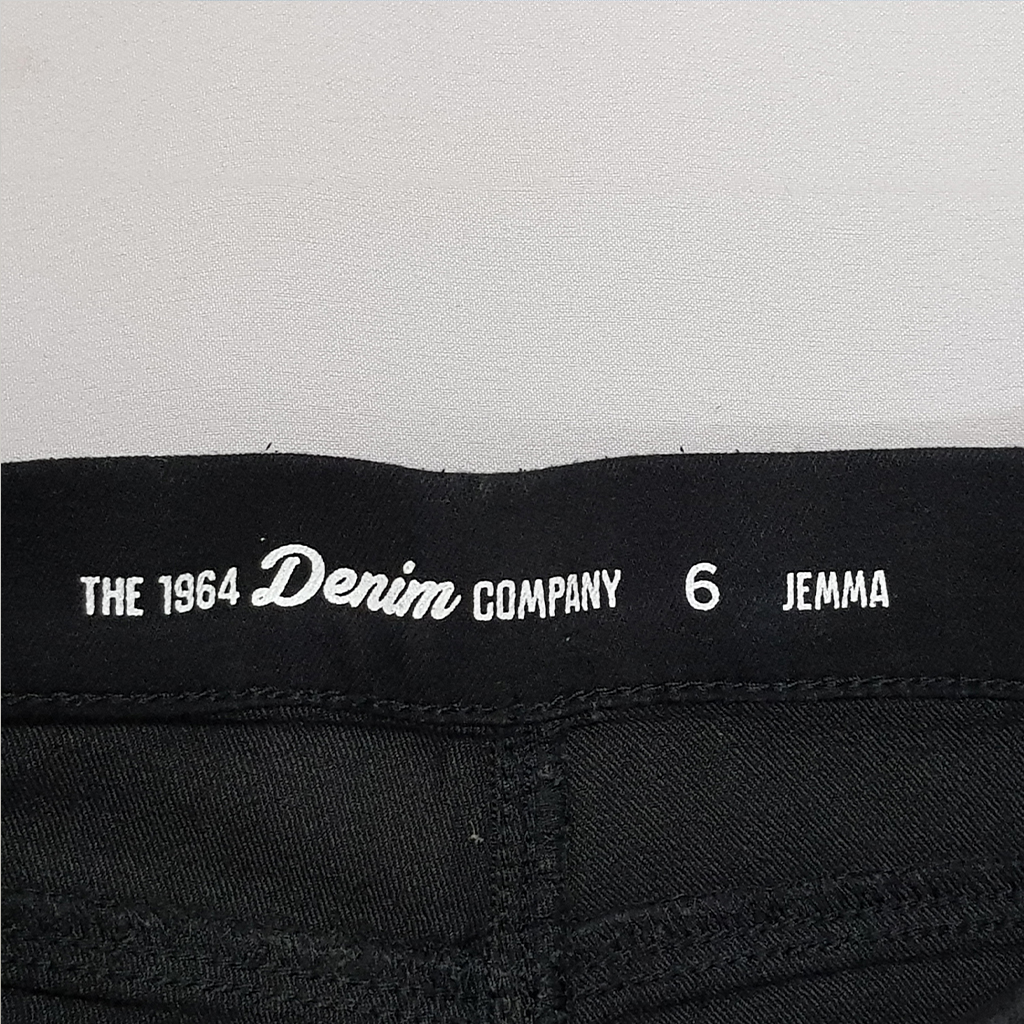 THE 1964 Denim COMPANY 6 JEMMA